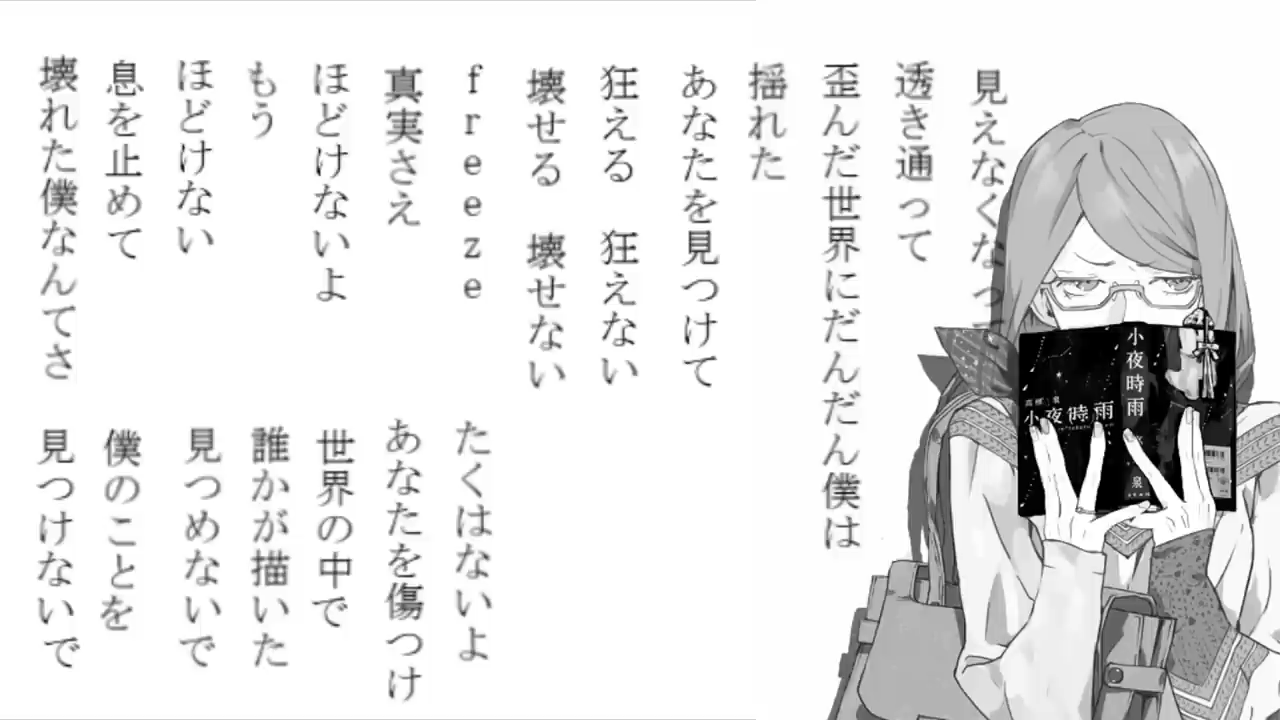 見えなくなって
透き通って
歪んだ世界にだんだん僕は
揺れた
あなたを見つけて
狂える　狂えない
壊せる　壊せない
freeze
真実さえ
ほどけないよ
もう
ほどけない
息を止めて
壊れた僕なんてさ
たくはないよ
あなたを傷つけ
世界の中で
誰かが描いた
見つめないで
僕のことを
見つけないで
小夜時雨
小夜時雨
泉